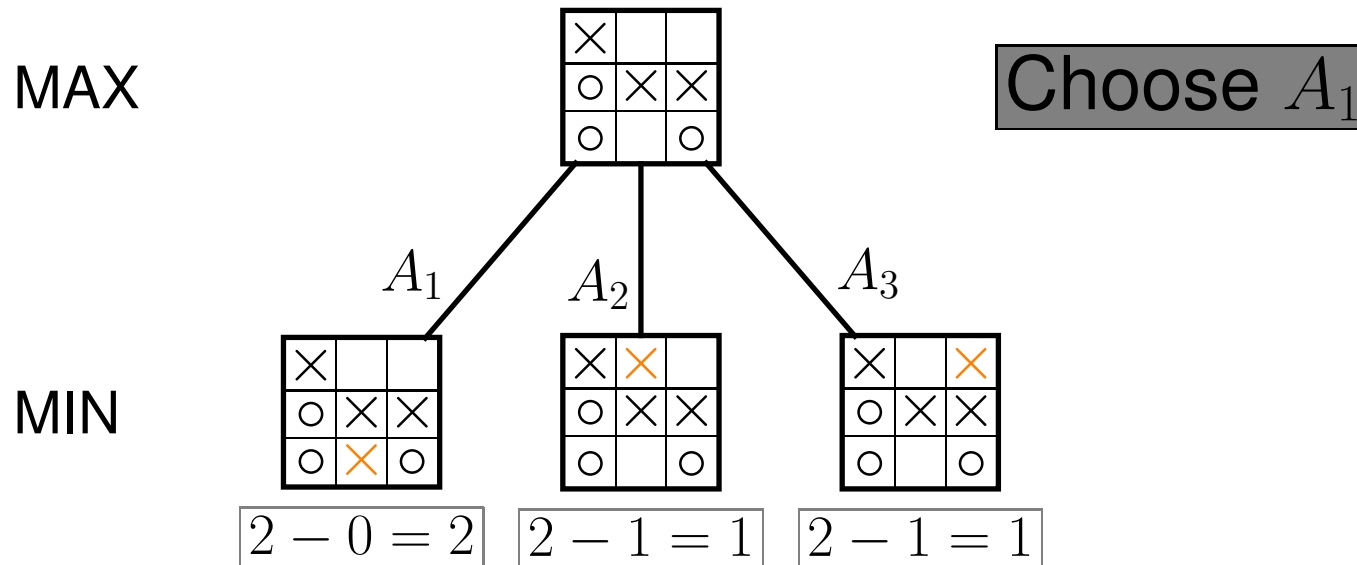 MAX
Choose A₁
X
O X X
O O
A₁
A₂
A₃
MIN
X
O X X
O X O
X X
O X X
O O
X X
O X X
O O
2 − 0 = 2
2 − 1 = 1
2 − 1 = 1